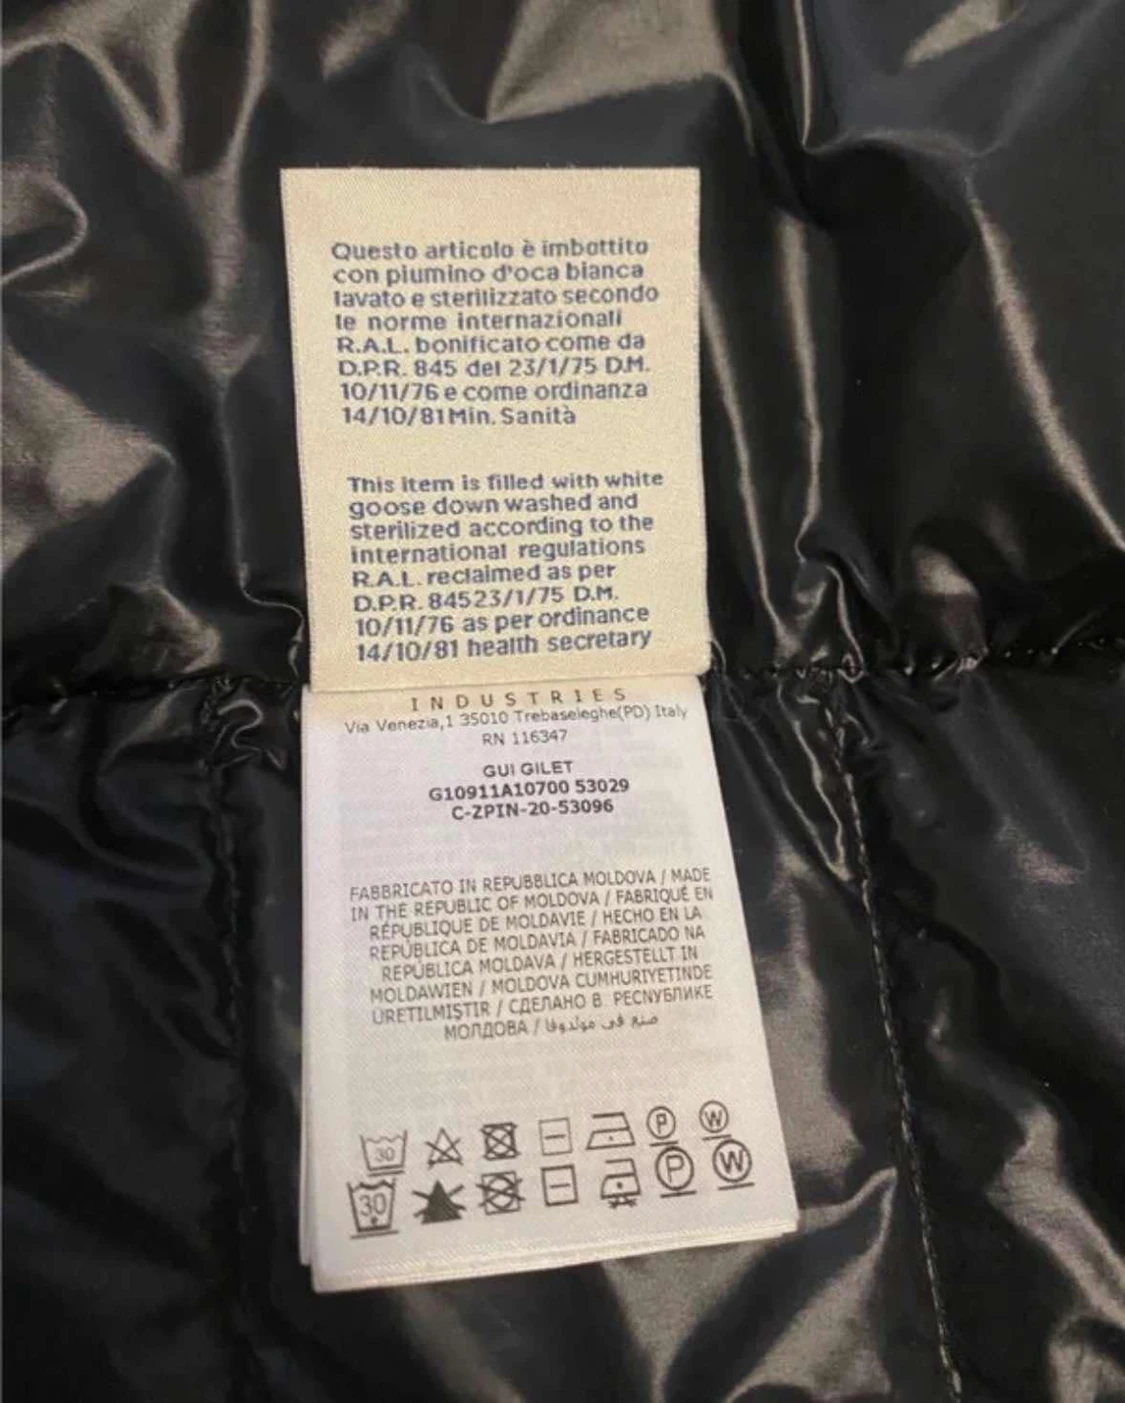 Questo articolo è imbottito
con piumino d'oca bianca
lavato e sterilizzato secondo
le norme internazionali
R.A.L. bonificato come da
D.P.R. 845 del 23/1/75 D.M.
10/11/76 e come ordinanza
14/10/81 Min. Sanità
This item is filled with white
goose down washed and
sterilized according to the
international regulations
R.A.L. reclaimed as per
D.P.R. 84523/1/75 D.M.
10/11/76 as per ordinance
14/10/81 health secretary
INDUSTRIES
Via Venezia,1 35010 Trebaseleghe(PD) Italy
RN 116347
GUI GILET
G10911A10700 53029
C-ZPIN-20-53096
FABBRICATO IN REPUBBLICA MOLDOVA / MADE
IN THE REPUBLIC OF MOLDOVA / FABRIQUÉ EN
RÉPUBLIQUE DE MOLDAVIE / HECHO EN LA
REPÚBLICA DE MOLDAVIA / FABRICADO NA
REPÚBLICA MOLDAVA / HERGESTELLT IN
MOLDAWIEN / MOLDOVA CUMHURIYETINDE
ÜRETILMIŞTIR / СДЕЛАНО В РЕСПУБЛИКЕ
МОЛДОВА / صنع في مولدوفا
30 P W
30 P W